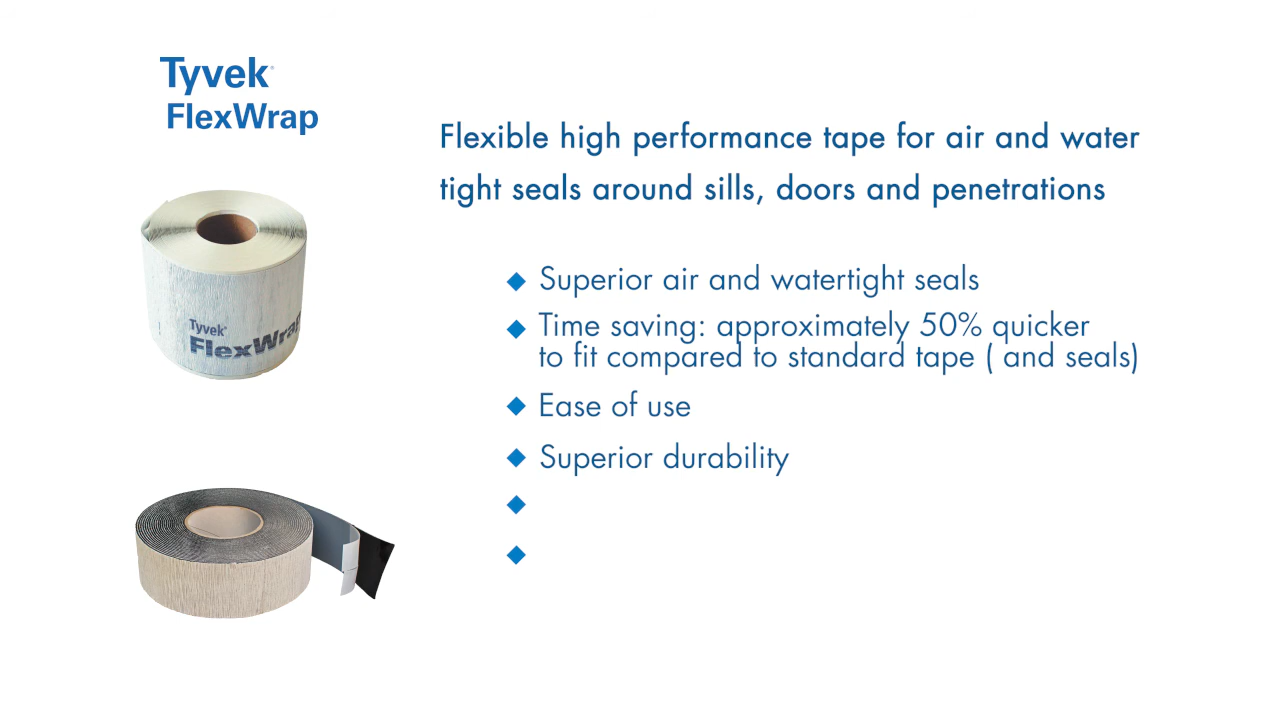 Tyvek®
FlexWrap
Flexible high performance tape for air and water
tight seals around sills, doors and penetrations
Superior air and watertight seals
Time saving: approximately 50% quicker
to fit compared to standard tape ( and seals)
Ease of use
Superior durability
Tyvek®
FlexWrap